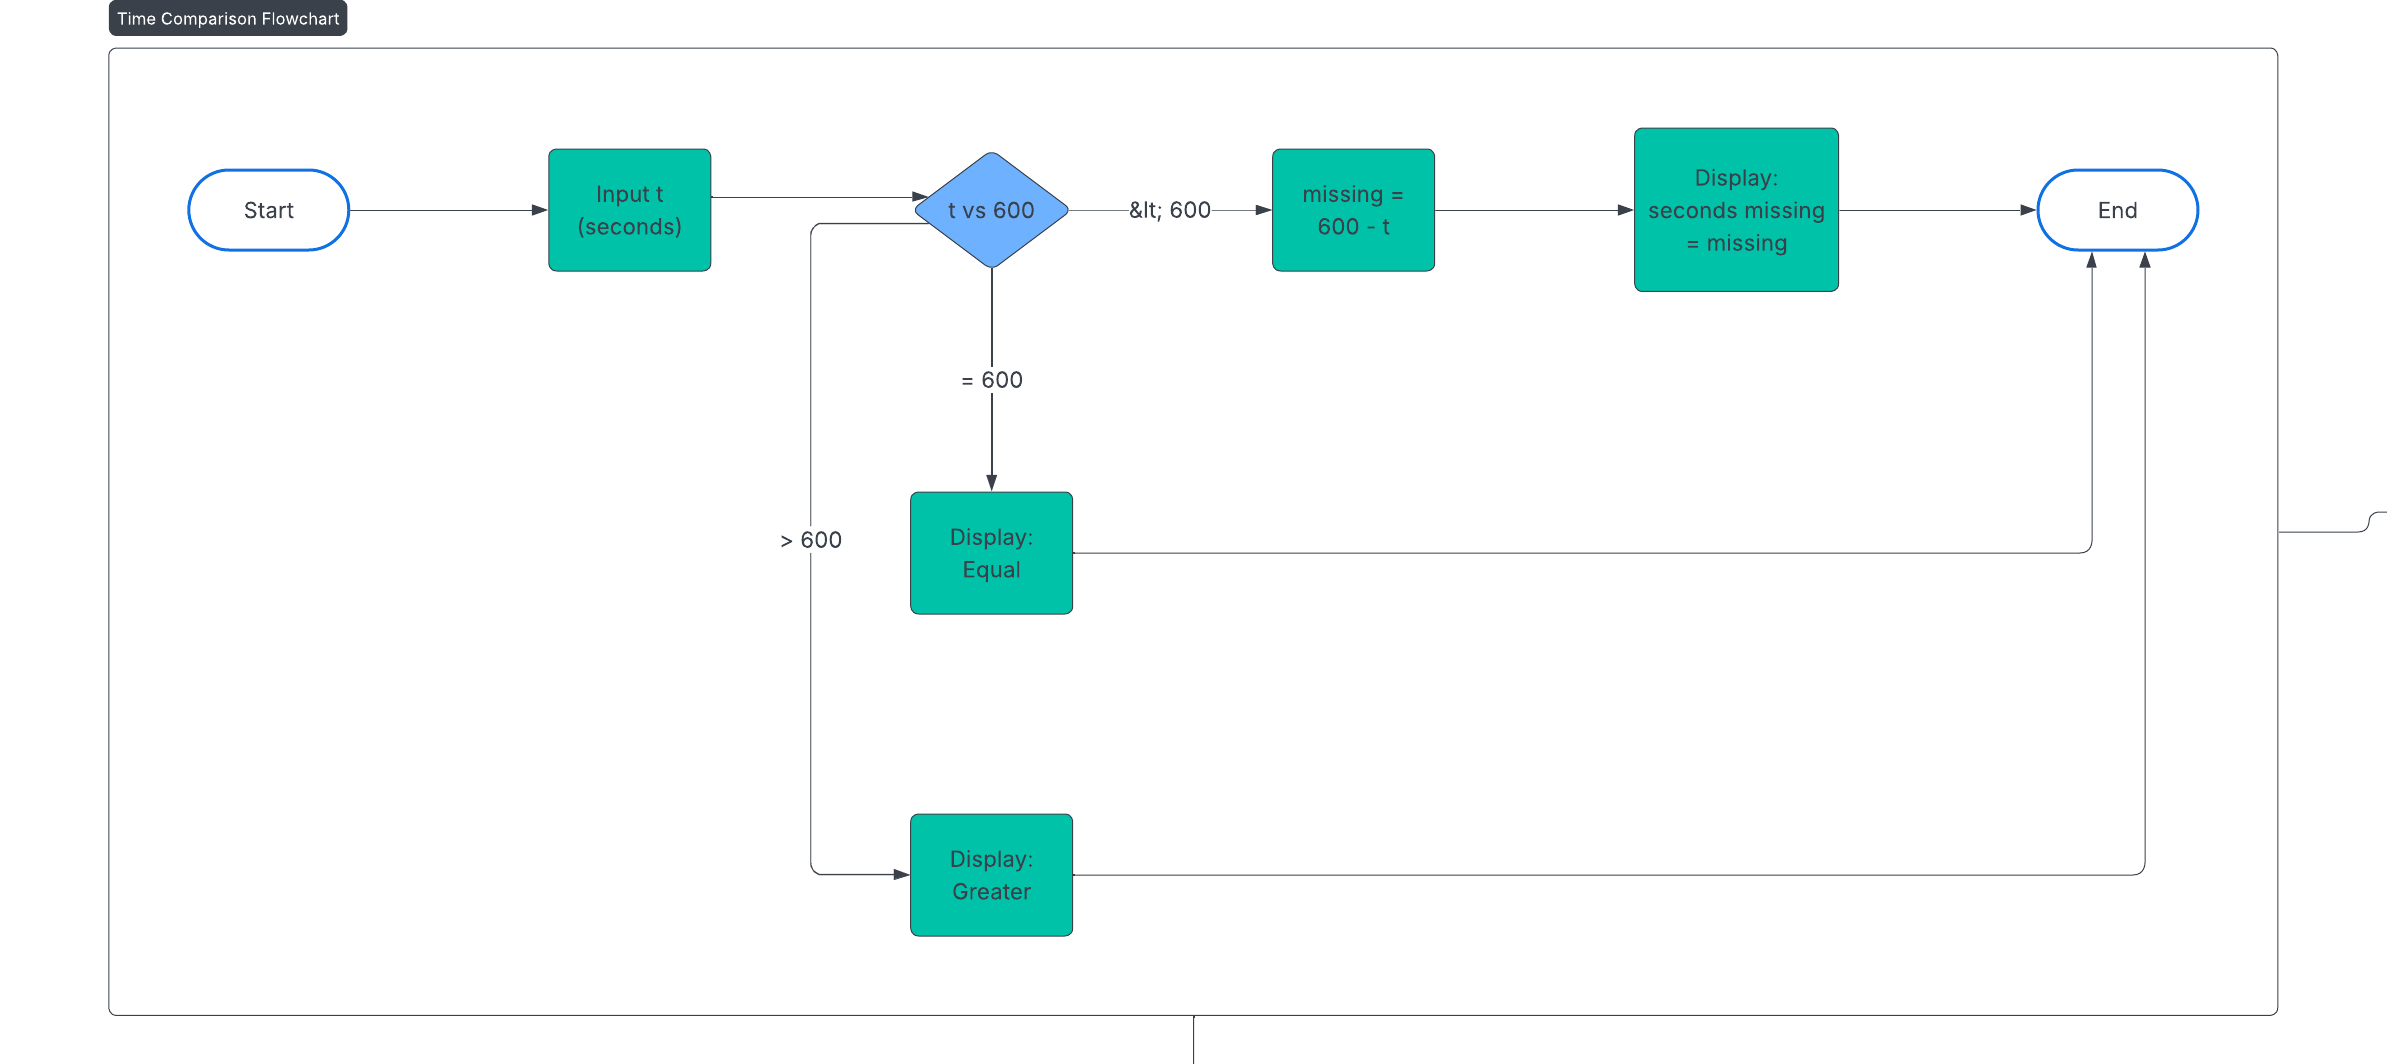 Time Comparison Flowchart
Start
Input t
(seconds)
t vs 600
&lt; 600
missing =
600 - t
Display:
seconds missing
= missing
End
= 600
> 600
Display:
Equal
Display:
Greater